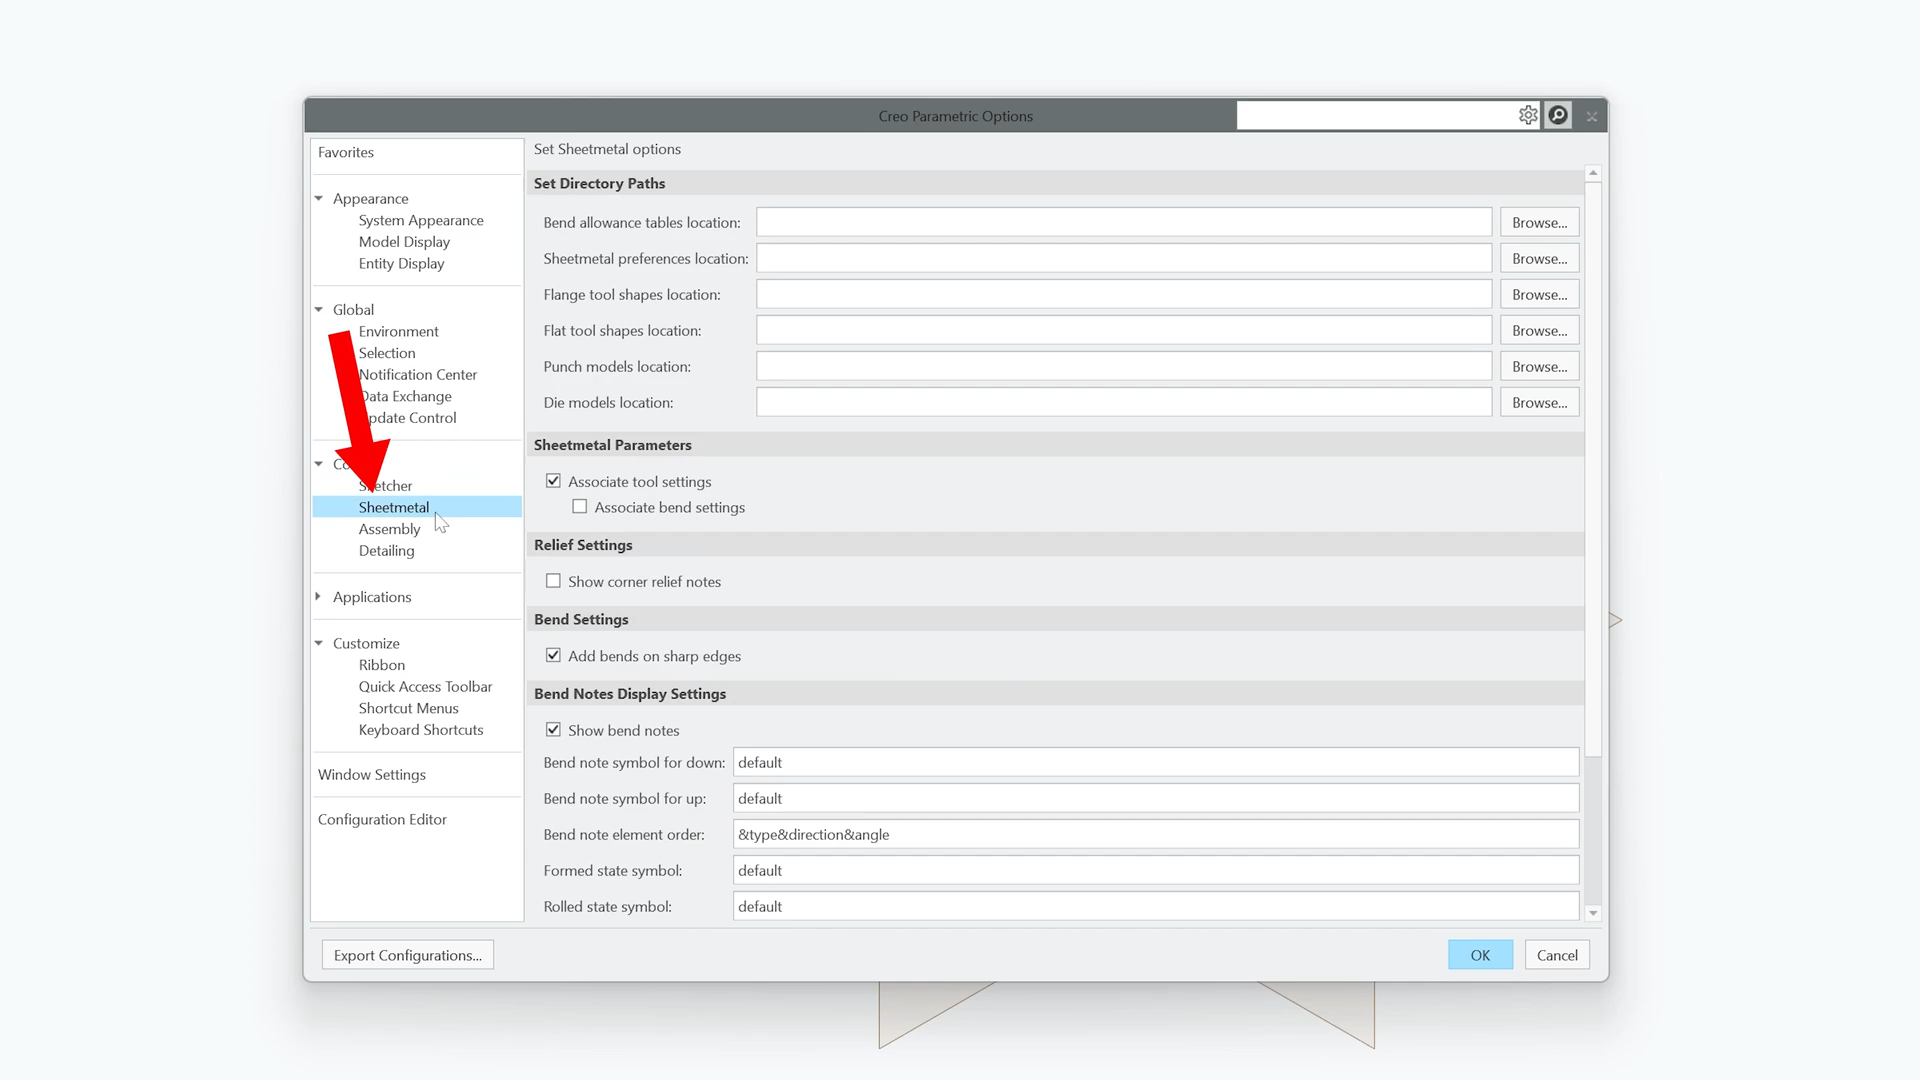 Creo Parametric Options
Favorites
Appearance
System Appearance
Model Display
Entity Display
Global
Environment
Selection
Notification Center
Data Exchange
Update Control
Sketcher
Sheetmetal
Assembly
Detailing
Applications
Customize
Ribbon
Quick Access Toolbar
Shortcut Menus
Keyboard Shortcuts
Window Settings
Configuration Editor
Set Sheetmetal options
Set Directory Paths
Bend allowance tables location: Browse...
Sheetmetal preferences location: Browse...
Flange tool shapes location: Browse...
Flat tool shapes location: Browse...
Punch models location: Browse...
Die models location: Browse...
Sheetmetal Parameters
Associate tool settings
Associate bend settings
Relief Settings
Show corner relief notes
Bend Settings
Add bends on sharp edges
Bend Notes Display Settings
Show bend notes
Bend note symbol for down: default
Bend note symbol for up: default
Bend note element order: &type&direction&angle
Formed state symbol: default
Rolled state symbol: default
Export Configurations...
OK
Cancel